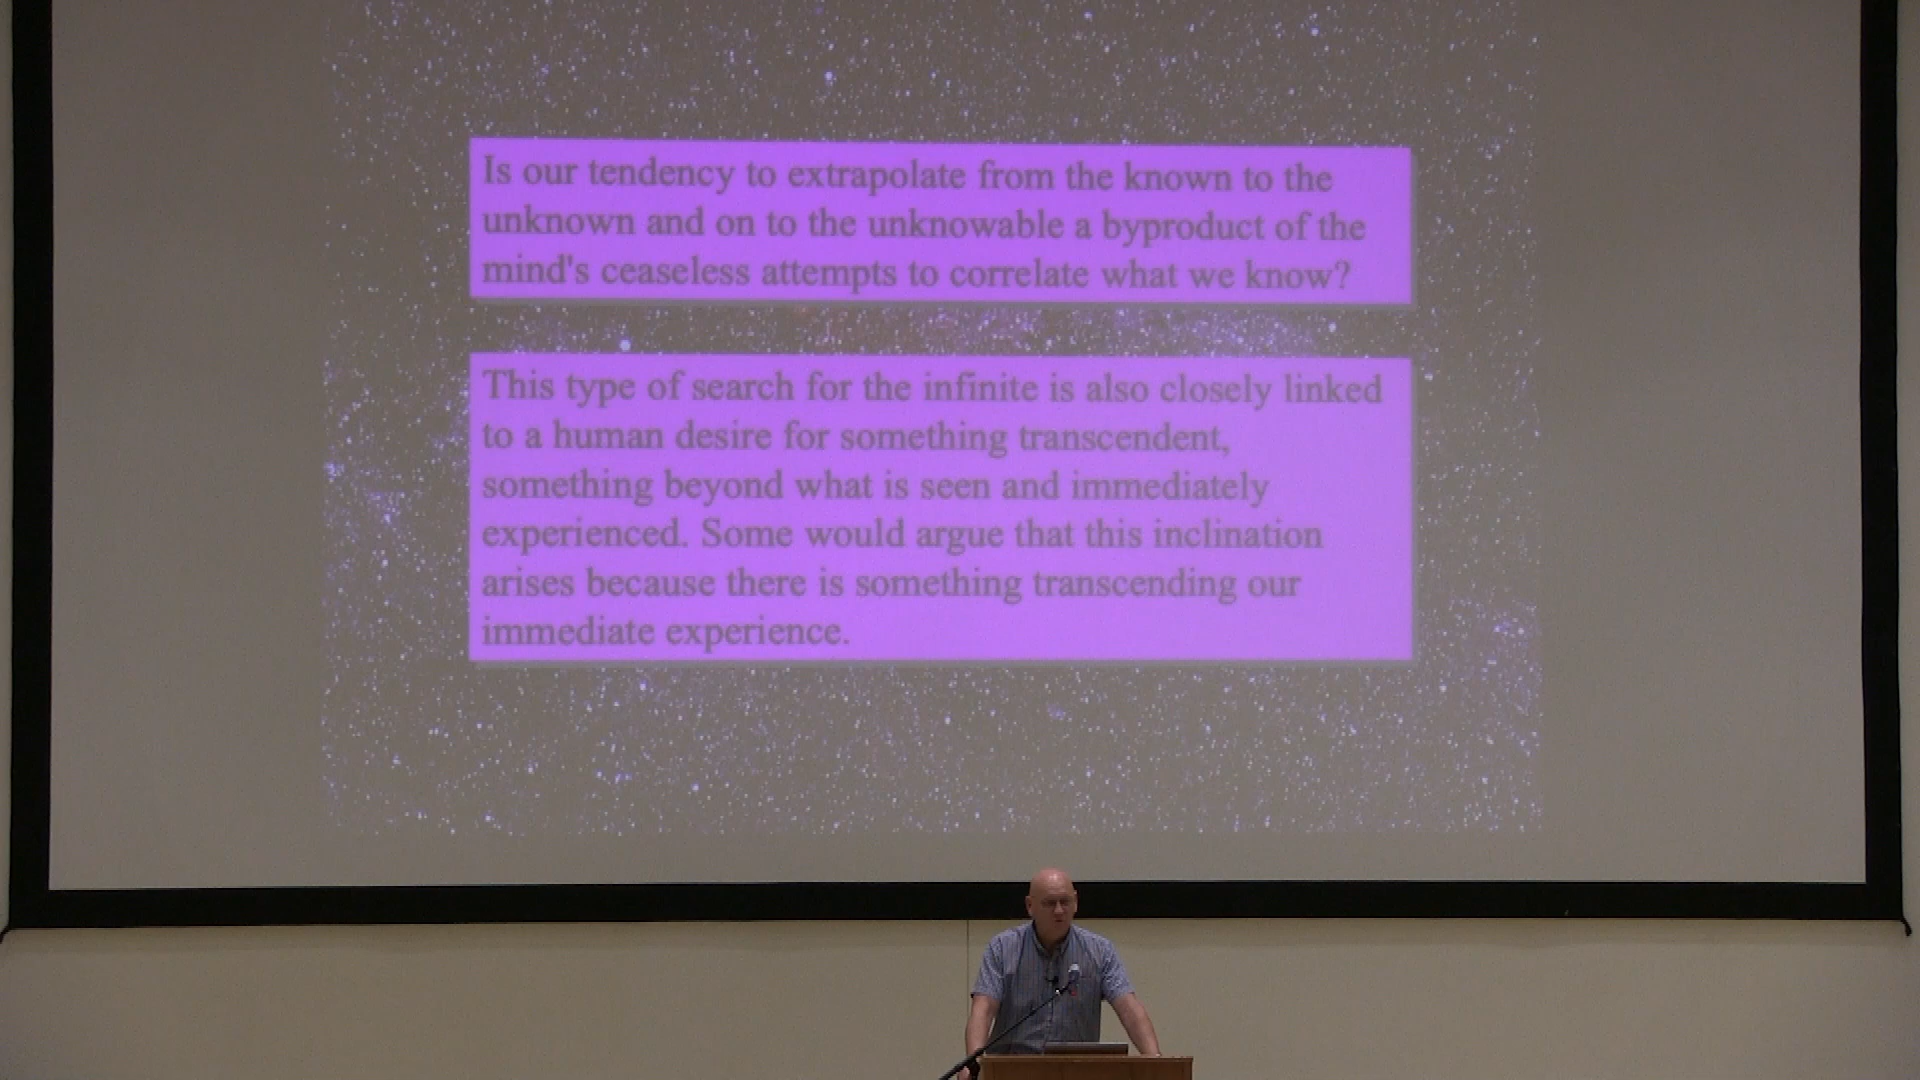 Is our tendency to extrapolate from the known to the
unknown and on to the unknowable a byproduct of the
mind's ceaseless attempts to correlate what we know?
This type of search for the infinite is also closely linked
to a human desire for something transcendent,
something beyond what is seen and immediately
experienced. Some would argue that this inclination
arises because there is something transcending our
immediate experience.